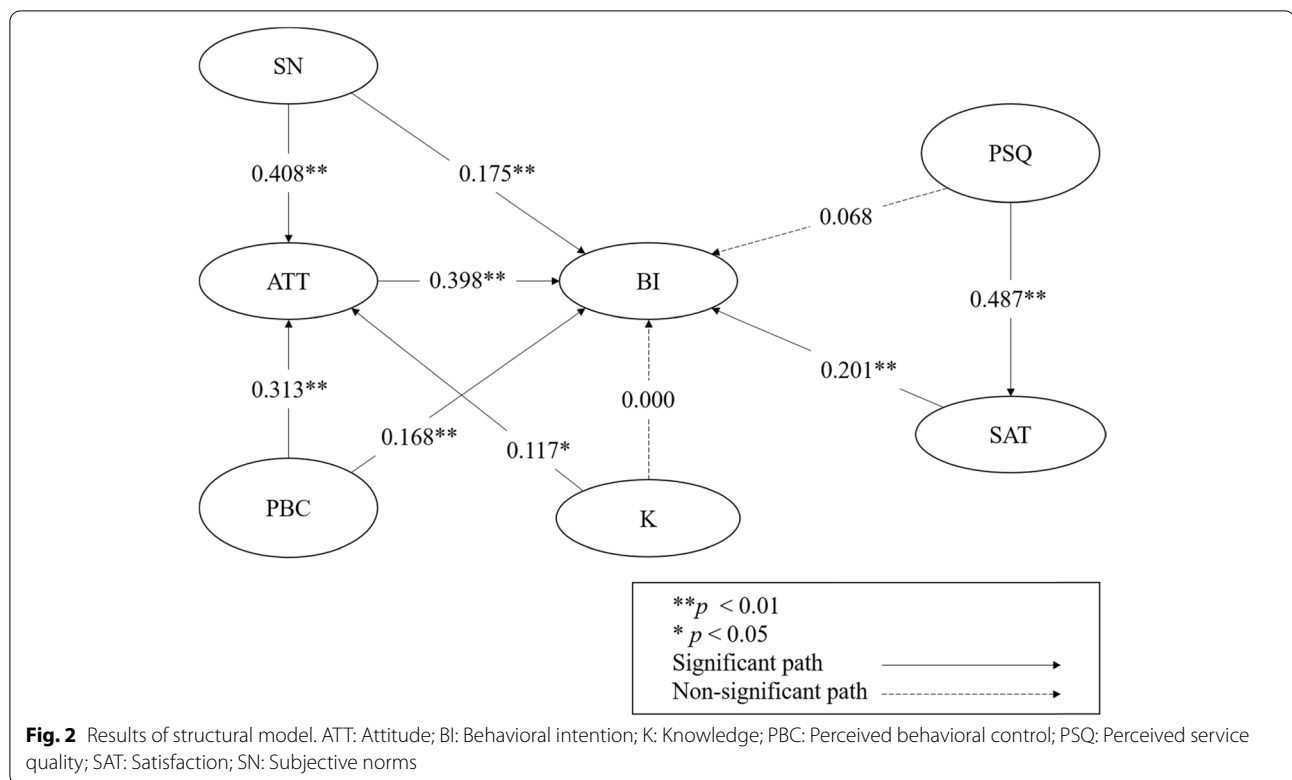 SN
PSQ
0.408**
0.175**
0.068
ATT
0.398**
BI
0.487**
0.313**
0.201**
0.000
0.168**
0.117*
SAT
PBC
K
**p < 0.01
* p < 0.05
Significant path
Non-significant path
Fig. 2 Results of structural model. ATT: Attitude; BI: Behavioral intention; K: Knowledge; PBC: Perceived behavioral control; PSQ: Perceived service
quality; SAT: Satisfaction; SN: Subjective norms